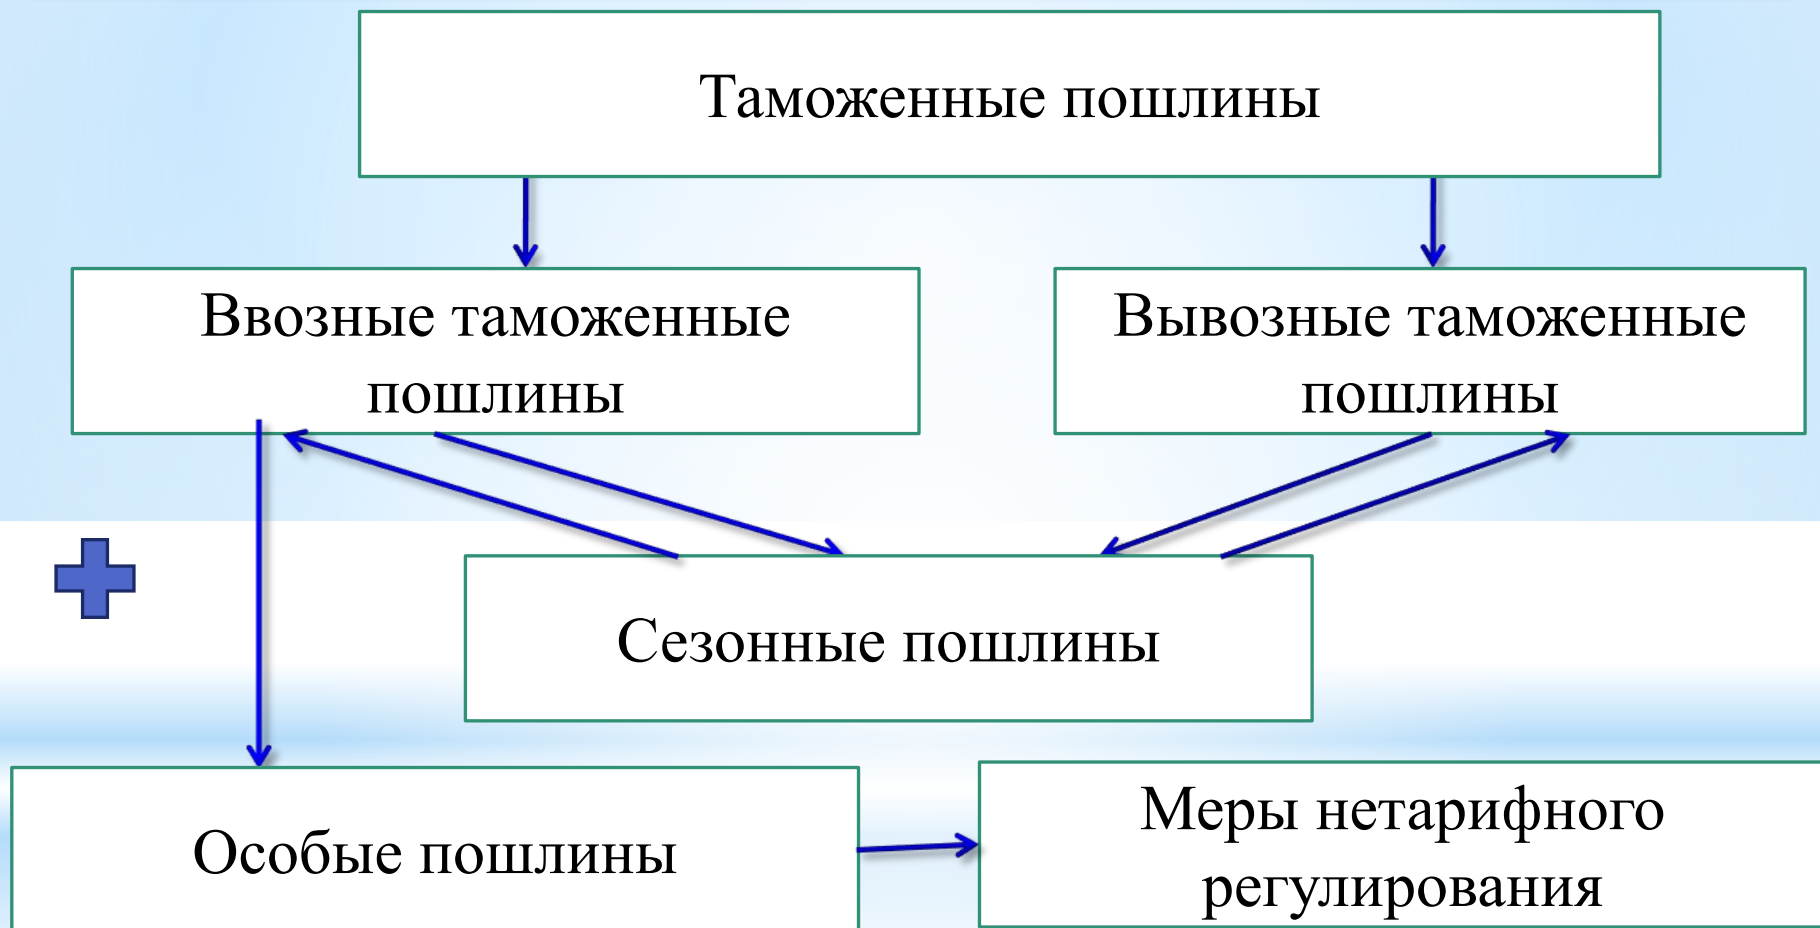 Таможенные пошлины
Ввозные таможенные
пошлины
Вывозные таможенные
пошлины
Сезонные пошлины
Особые пошлины
Меры нетарифного
регулирования